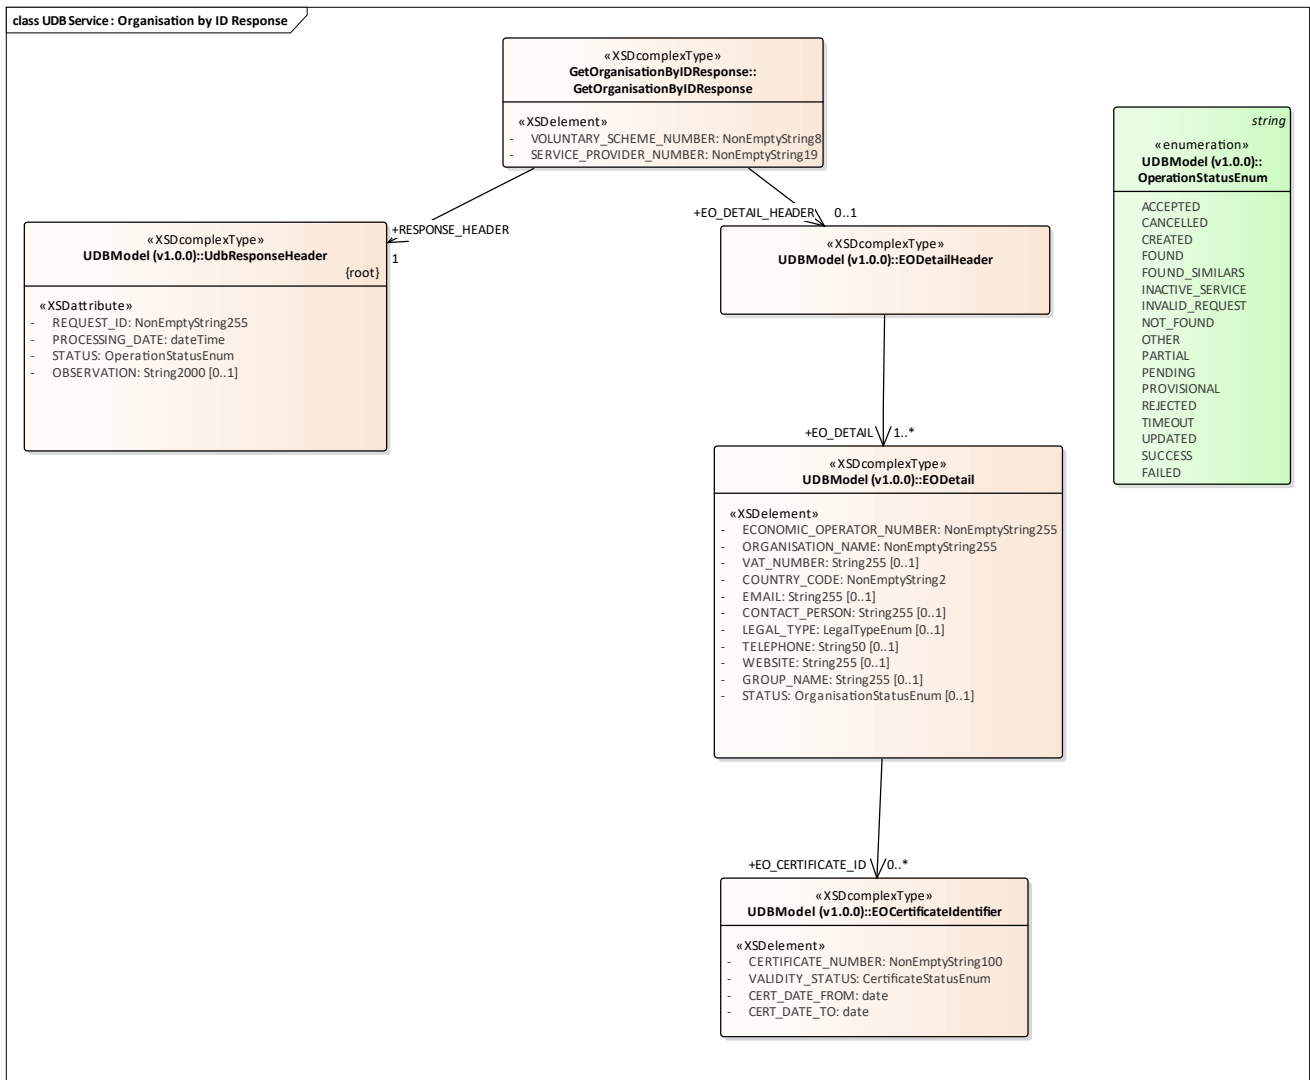 class UDB Service : Organisation by ID Response
«XSDcomplexType»
GetOrganisationByIDResponse::
GetOrganisationByIDResponse
«XSDelement»
- VOLUNTARY_SCHEME_NUMBER: NonEmptyString8
- SERVICE_PROVIDER_NUMBER: NonEmptyString19
string
«enumeration»
UDBModel (v1.0.0)::
OperationStatusEnum
ACCEPTED
CANCELLED
CREATED
FOUND
FOUND_SIMILARS
INACTIVE_SERVICE
INVALID_REQUEST
NOT_FOUND
OTHER
PARTIAL
PENDING
PROVISIONAL
REJECTED
TIMEOUT
UPDATED
SUCCESS
FAILED
+RESPONSE_HEADER
1
+EO_DETAIL_HEADER 0..1
«XSDcomplexType»
UDBModel (v1.0.0)::UdbResponseHeader
{root}
«XSDattribute»
- REQUEST_ID: NonEmptyString255
- PROCESSING_DATE: dateTime
- STATUS: OperationStatusEnum
- OBSERVATION: String2000 [0..1]
«XSDcomplexType»
UDBModel (v1.0.0)::EODetailHeader
+EO_DETAIL 1..*
«XSDcomplexType»
UDBModel (v1.0.0)::EODetail
«XSDelement»
- ECONOMIC_OPERATOR_NUMBER: NonEmptyString255
- ORGANISATION_NAME: NonEmptyString255
- VAT_NUMBER: String255 [0..1]
- COUNTRY_CODE: NonEmptyString2
- EMAIL: String255 [0..1]
- CONTACT_PERSON: String255 [0..1]
- LEGAL_TYPE: LegalTypeEnum [0..1]
- TELEPHONE: String50 [0..1]
- WEBSITE: String255 [0..1]
- GROUP_NAME: String255 [0..1]
- STATUS: OrganisationStatusEnum [0..1]
+EO_CERTIFICATE_ID 0..*
«XSDcomplexType»
UDBModel (v1.0.0)::EOCertificateIdentifier
«XSDelement»
- CERTIFICATE_NUMBER: NonEmptyString100
- VALIDITY_STATUS: CertificateStatusEnum
- CERT_DATE_FROM: date
- CERT_DATE_TO: date